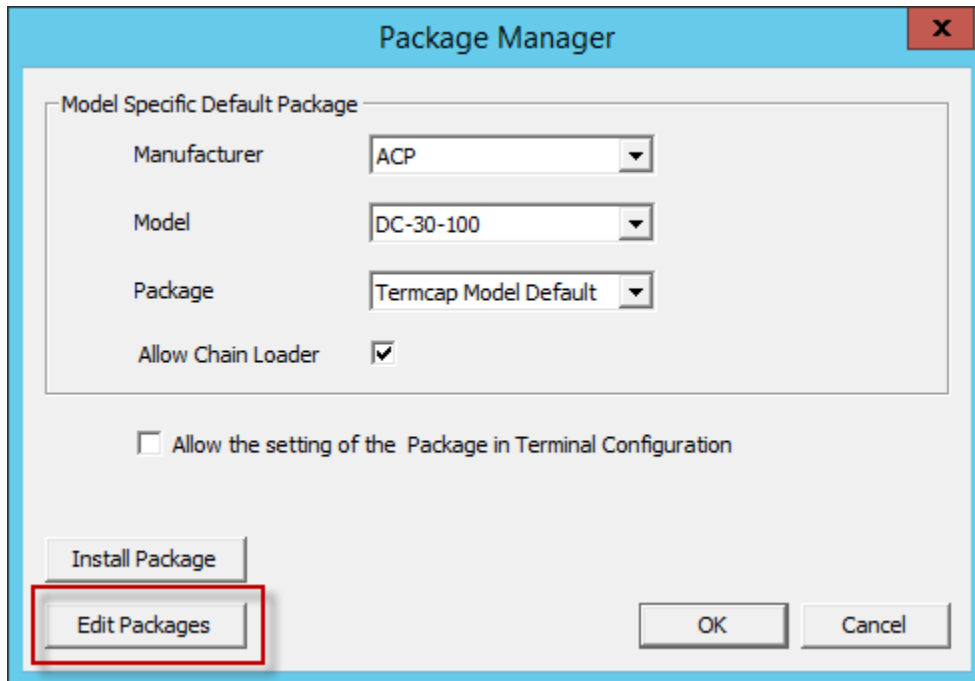 Package Manager
x
Model Specific Default Package
Manufacturer ACP
Model DC-30-100
Package Termcap Model Default
Allow Chain Loader
Allow the setting of the Package in Terminal Configuration
Install Package
Edit Packages OK Cancel